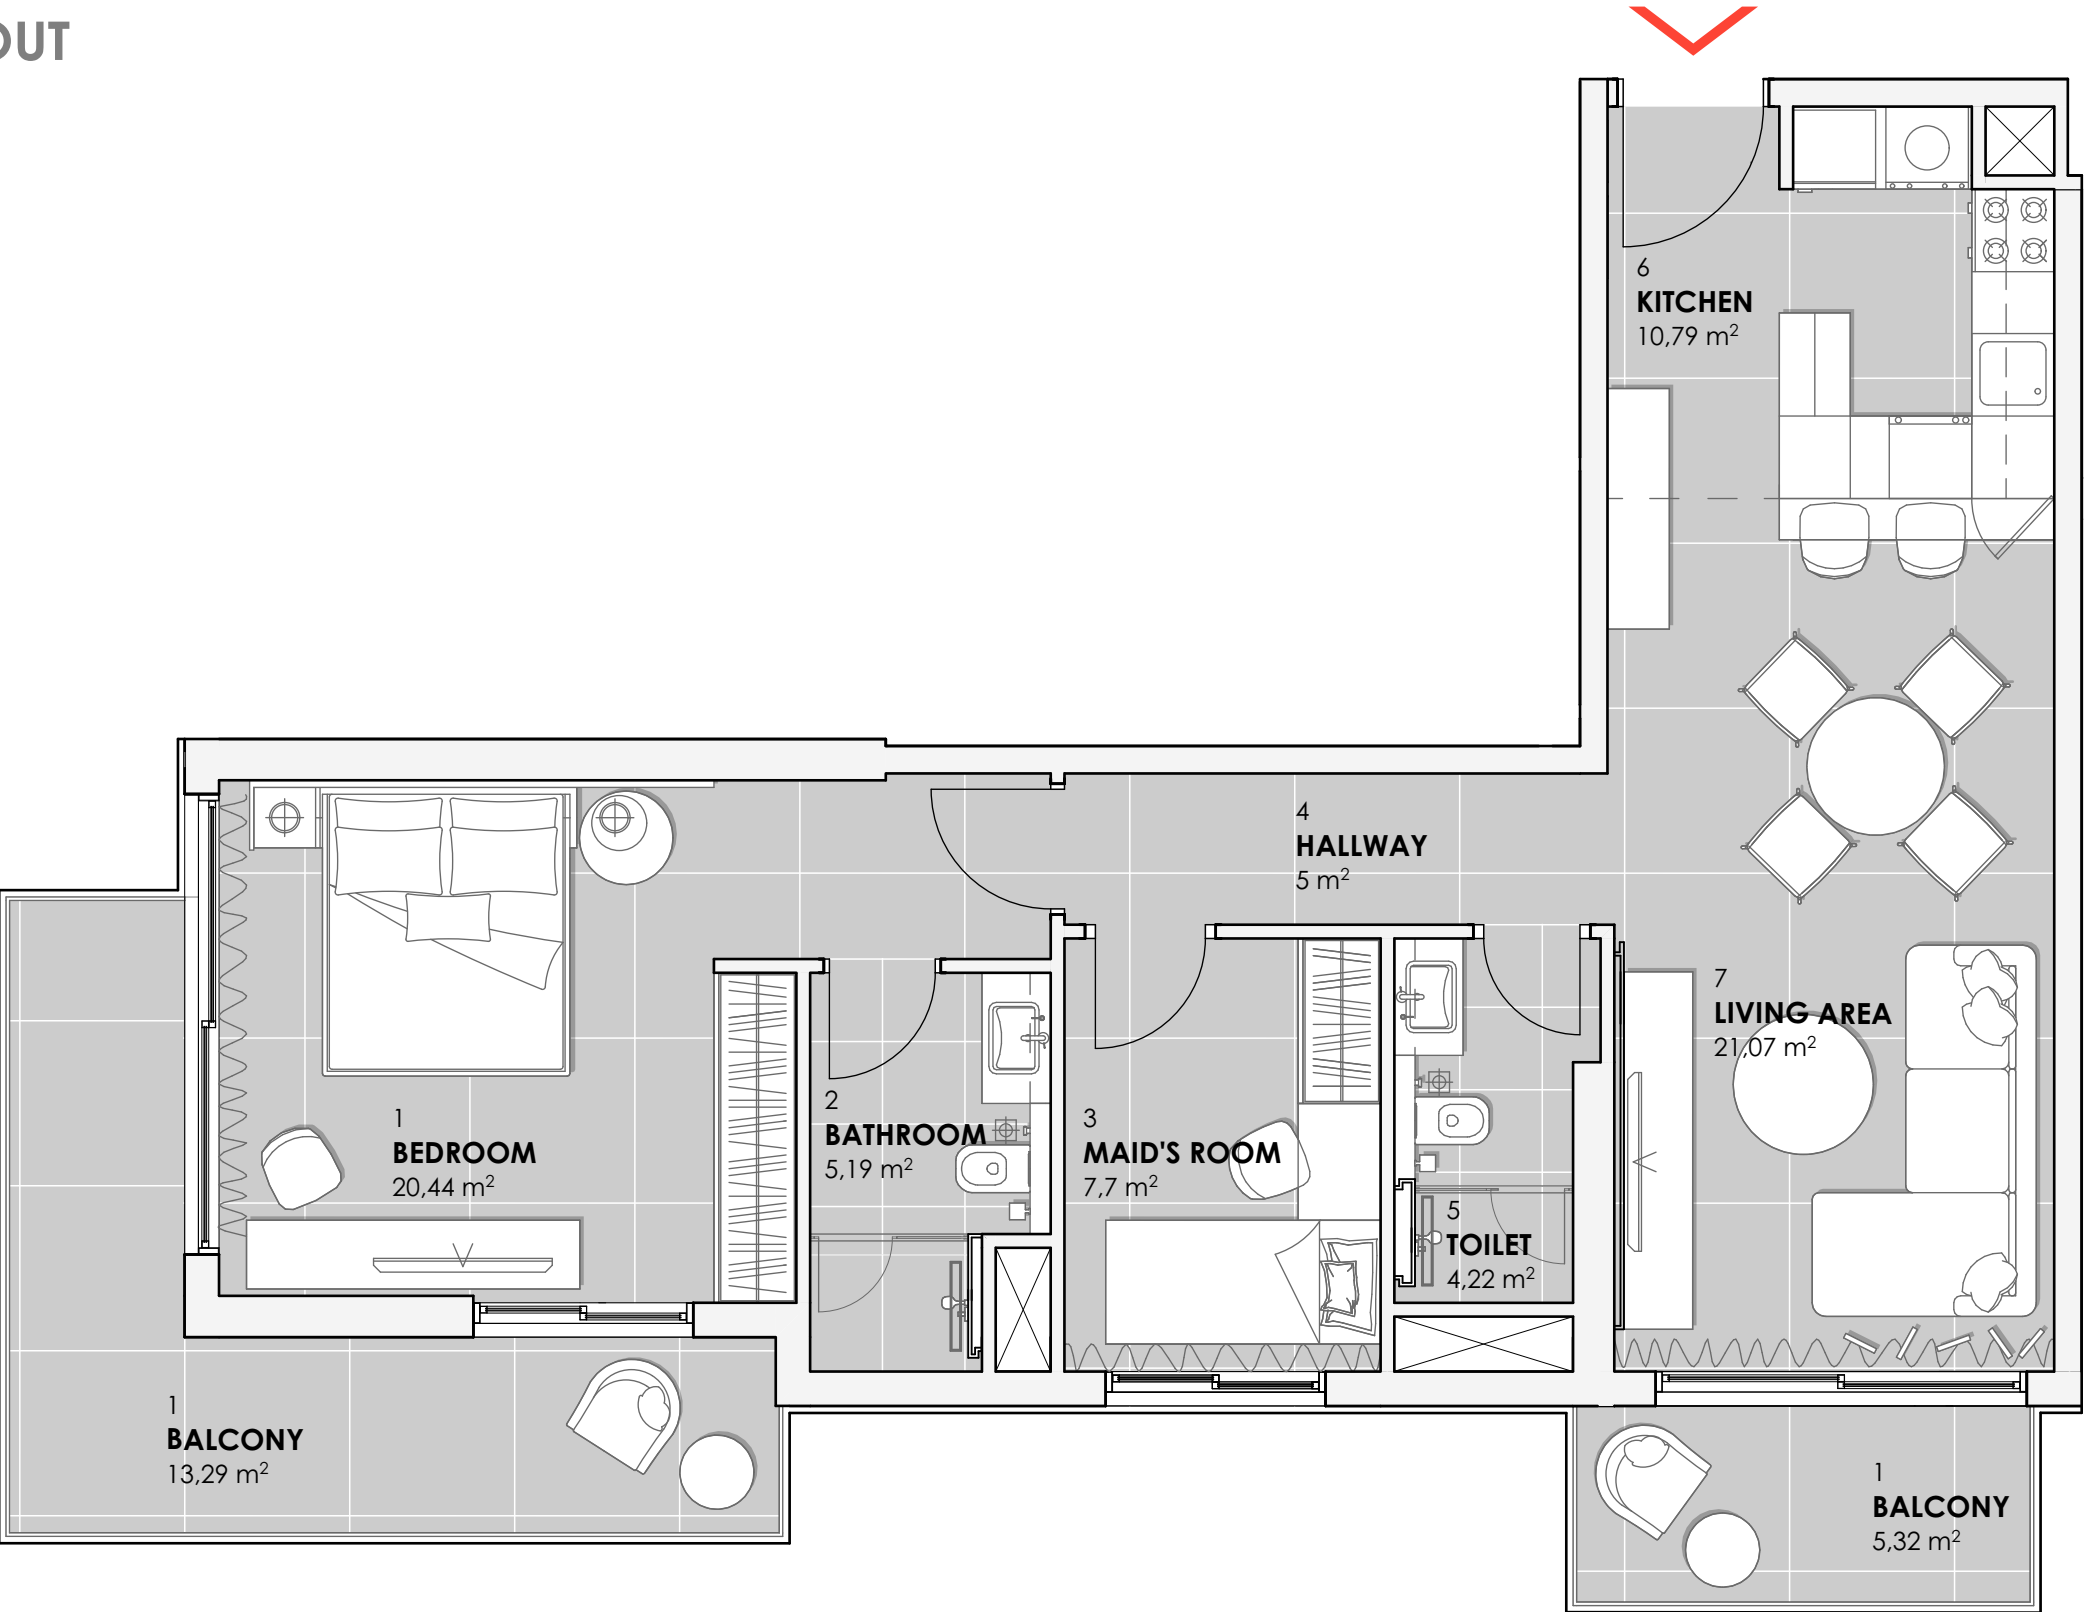 OUT
6
KITCHEN
10,79 m²
4
HALLWAY
5 m²
7
LIVING AREA
21,07 m²
1
BEDROOM
20,44 m²
2
BATHROOM
5,19 m²
3
MAID'S ROOM
7,7 m²
5
TOILET
4,22 m²
1
BALCONY
13,29 m²
1
BALCONY
5,32 m²